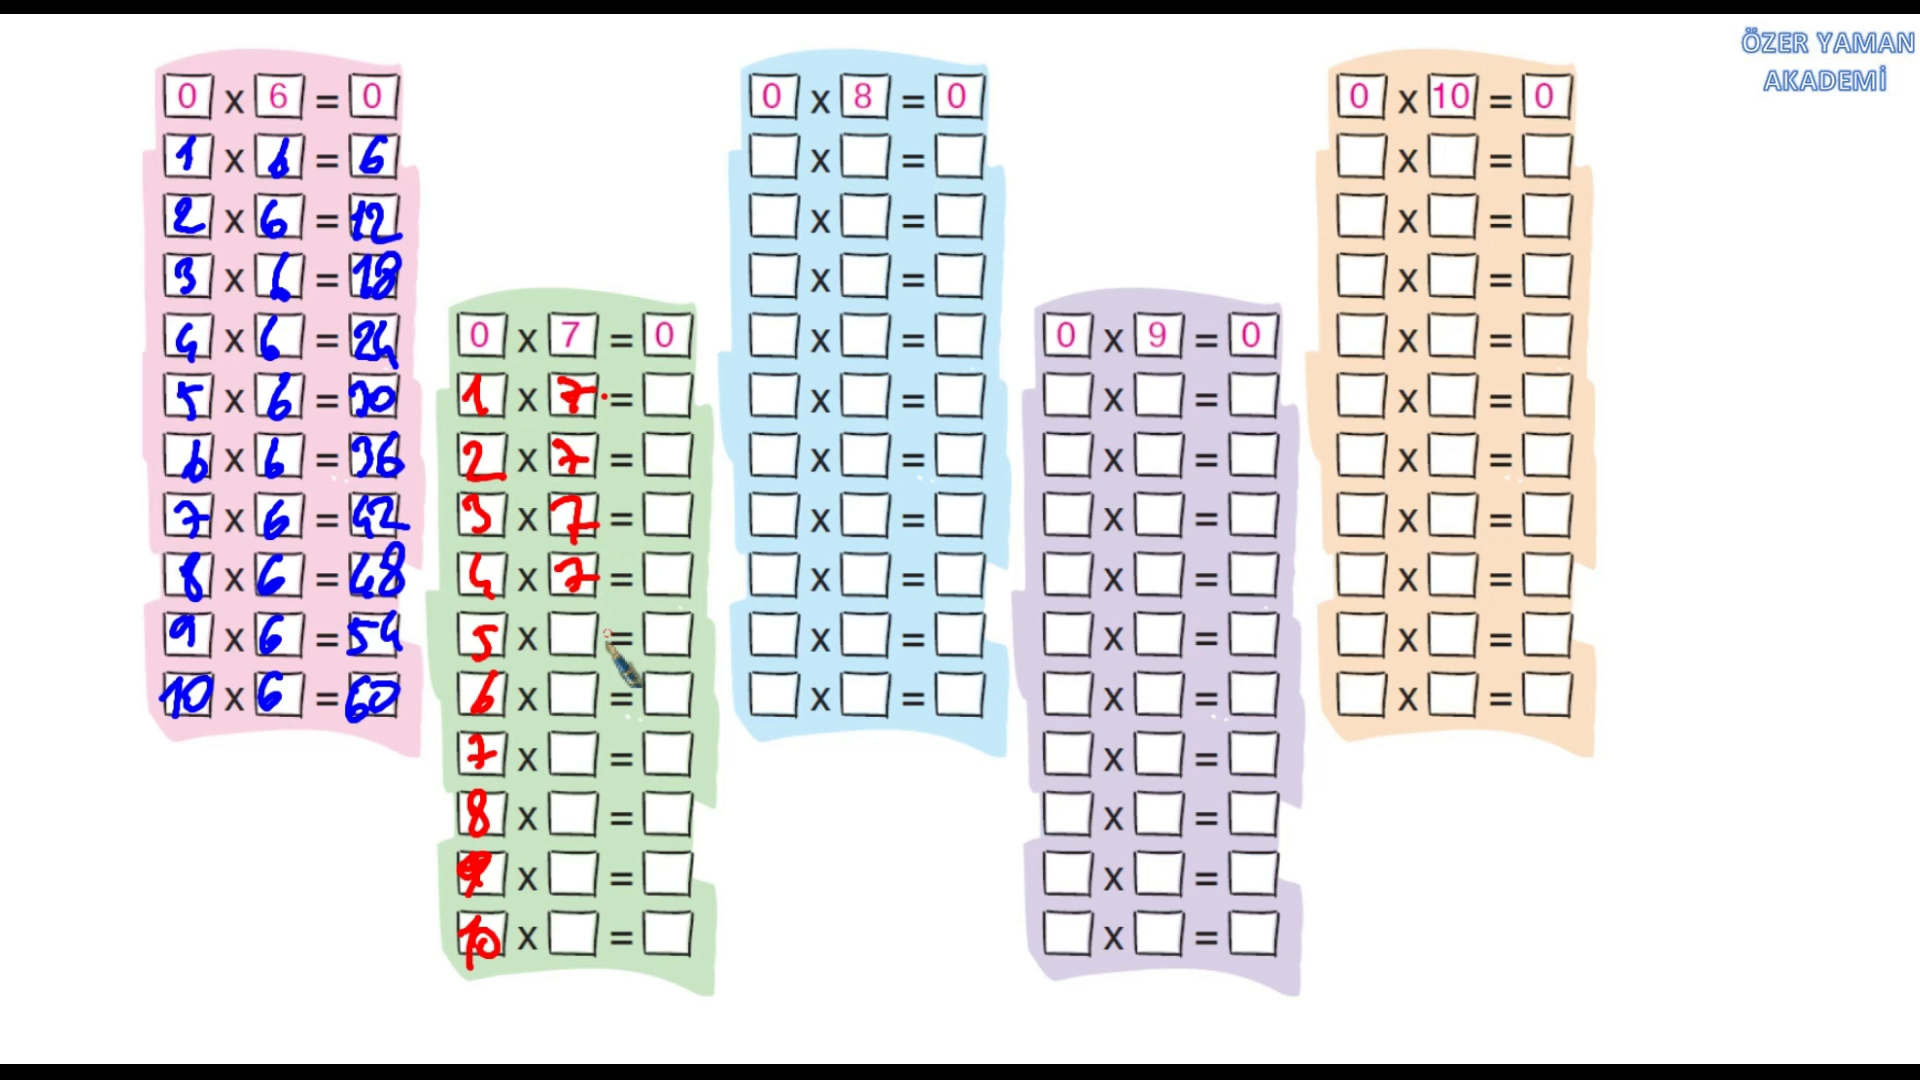 ÖZER YAMAN
AKADEMİ
0 x 6 = 0
1 x 6 = 6
2 x 6 = 12
3 x 6 = 18
4 x 6 = 24
5 x 6 = 30
6 x 6 = 36
7 x 6 = 42
8 x 6 = 48
9 x 6 = 54
10 x 6 = 60
0 x 7 = 0
1 x 7 =
2 x 7 =
3 x 7 =
4 x 7 =
5 x =
6 x =
7 x =
8 x =
9 x =
10 x =
0 x 8 = 0
x =
x =
x =
x =
x =
x =
x =
x =
x =
x =
0 x 9 = 0
x =
x =
x =
x =
x =
x =
x =
x =
x =
x =
0 x 10 = 0
x =
x =
x =
x =
x =
x =
x =
x =
x =
x =